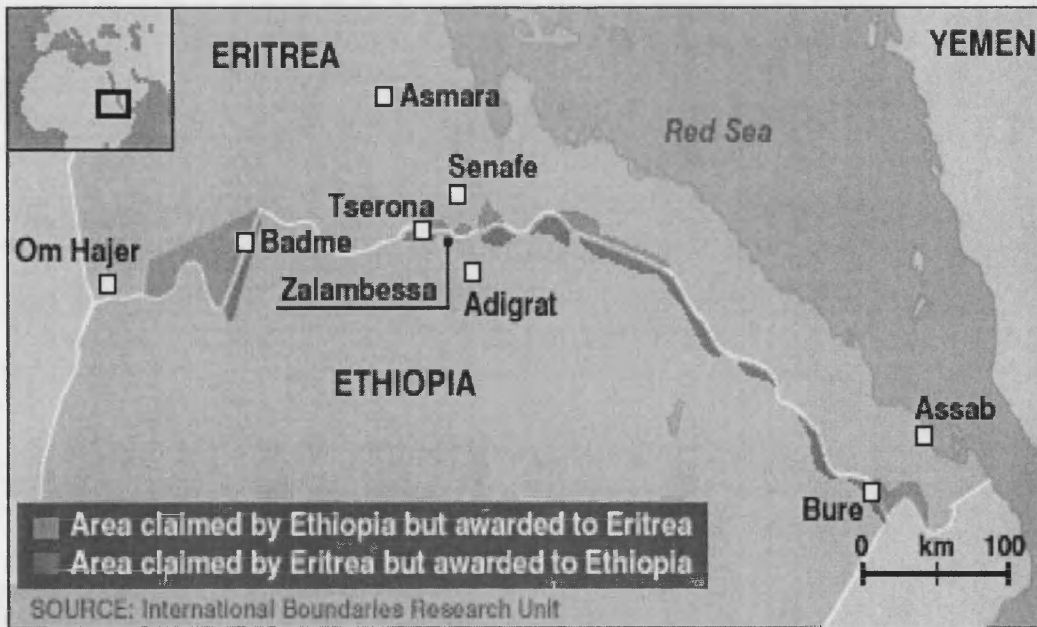 ERITREA
YEMEN
Asmara
Red Sea
Senafe
Tserona
Om Hajer
Badme
Zalambessa
Adigrat
ETHIOPIA
Assab
Bure
0 km 100
Area claimed by Ethiopia but awarded to Eritrea
Area claimed by Eritrea but awarded to Ethiopia
SOURCE: International Boundaries Research Unit